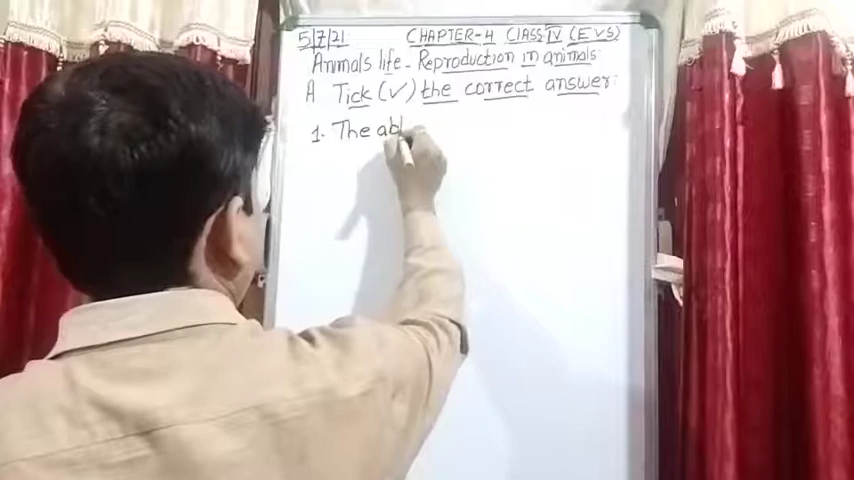 5/7/21 CHAPTER-4 CLASS IV (EVS)
Animals life - Reproduction in animals.
A Tick (✓) the correct answer:
1. The abl